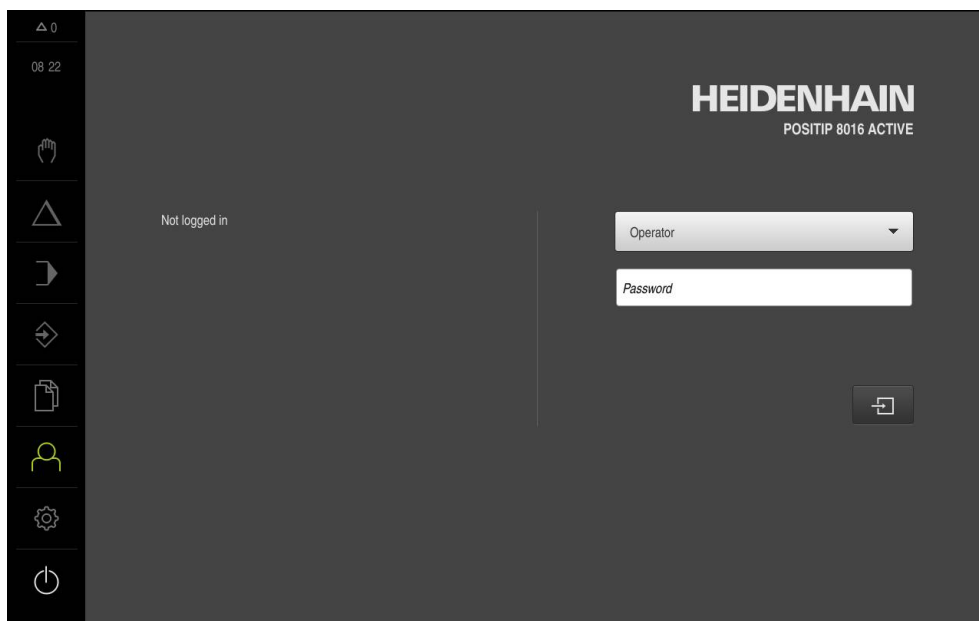 0
08 22
HEIDENHAIN
POSITIP 8016 ACTIVE
Not logged in
Operator
Password